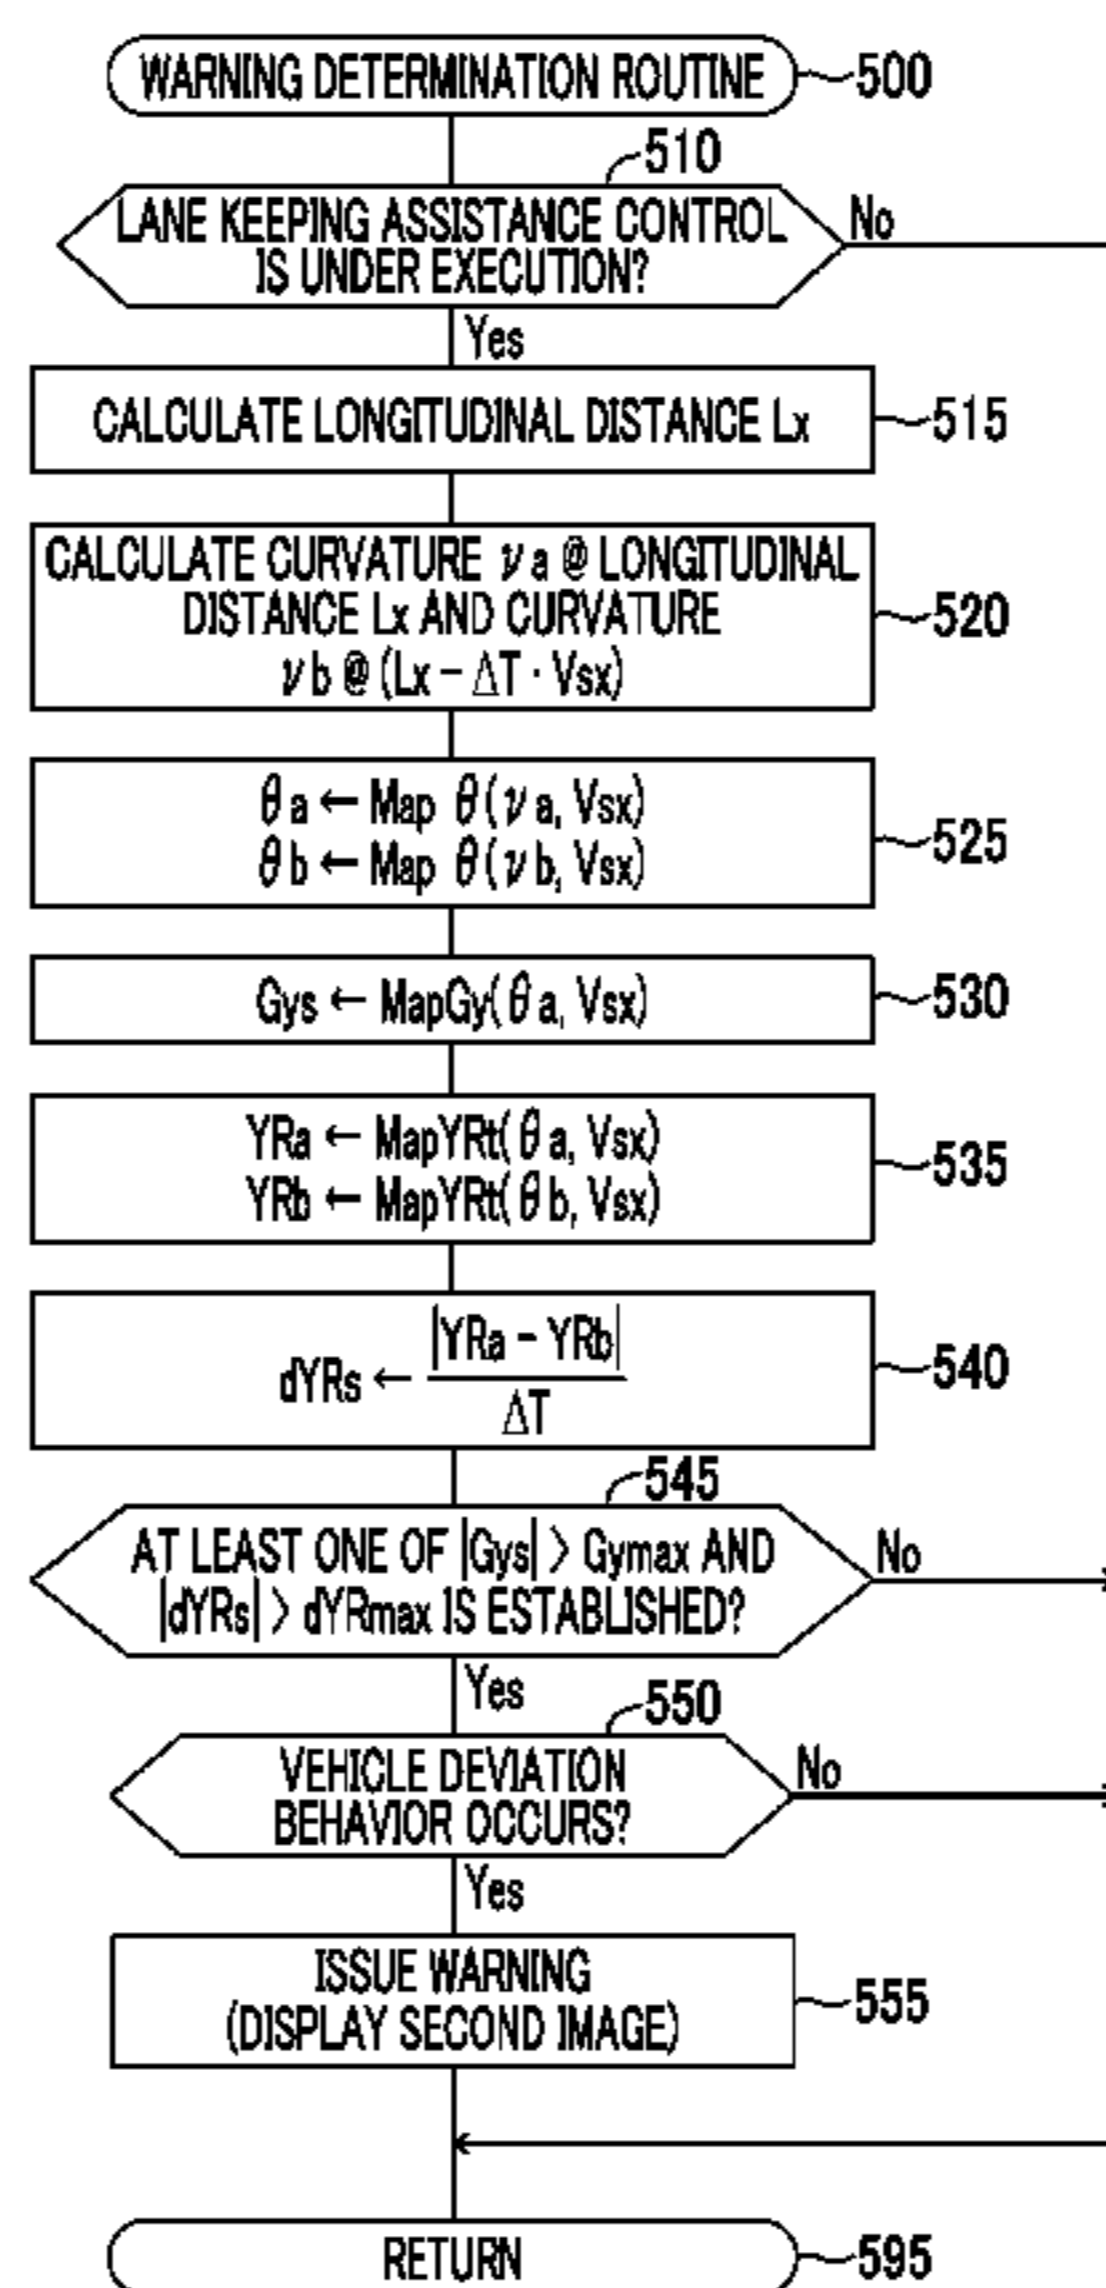 WARNING DETERMINATION ROUTINE
500
510
LANE KEEPING ASSISTANCE CONTROL
IS UNDER EXECUTION?
No
Yes
CALCULATE LONGITUDINAL DISTANCE Lx
515
CALCULATE CURVATURE νa @ LONGITUDINAL
DISTANCE Lx AND CURVATURE
νb @ (Lx - ΔT · Vsx)
520
θa ← Map θ(νa, Vsx)
θb ← Map θ(νb, Vsx)
525
Gys ← MapGy(θa, Vsx)
530
YRa ← MapYRt(θa, Vsx)
YRb ← MapYRt(θb, Vsx)
535
dYRs ← |YRa - YRb|
ΔT
540
545
AT LEAST ONE OF |Gys| > Gymax AND
|dYRs| > dYRmax IS ESTABLISHED?
No
Yes
550
VEHICLE DEVIATION
BEHAVIOR OCCURS?
No
Yes
ISSUE WARNING
(DISPLAY SECOND IMAGE)
555
RETURN
595